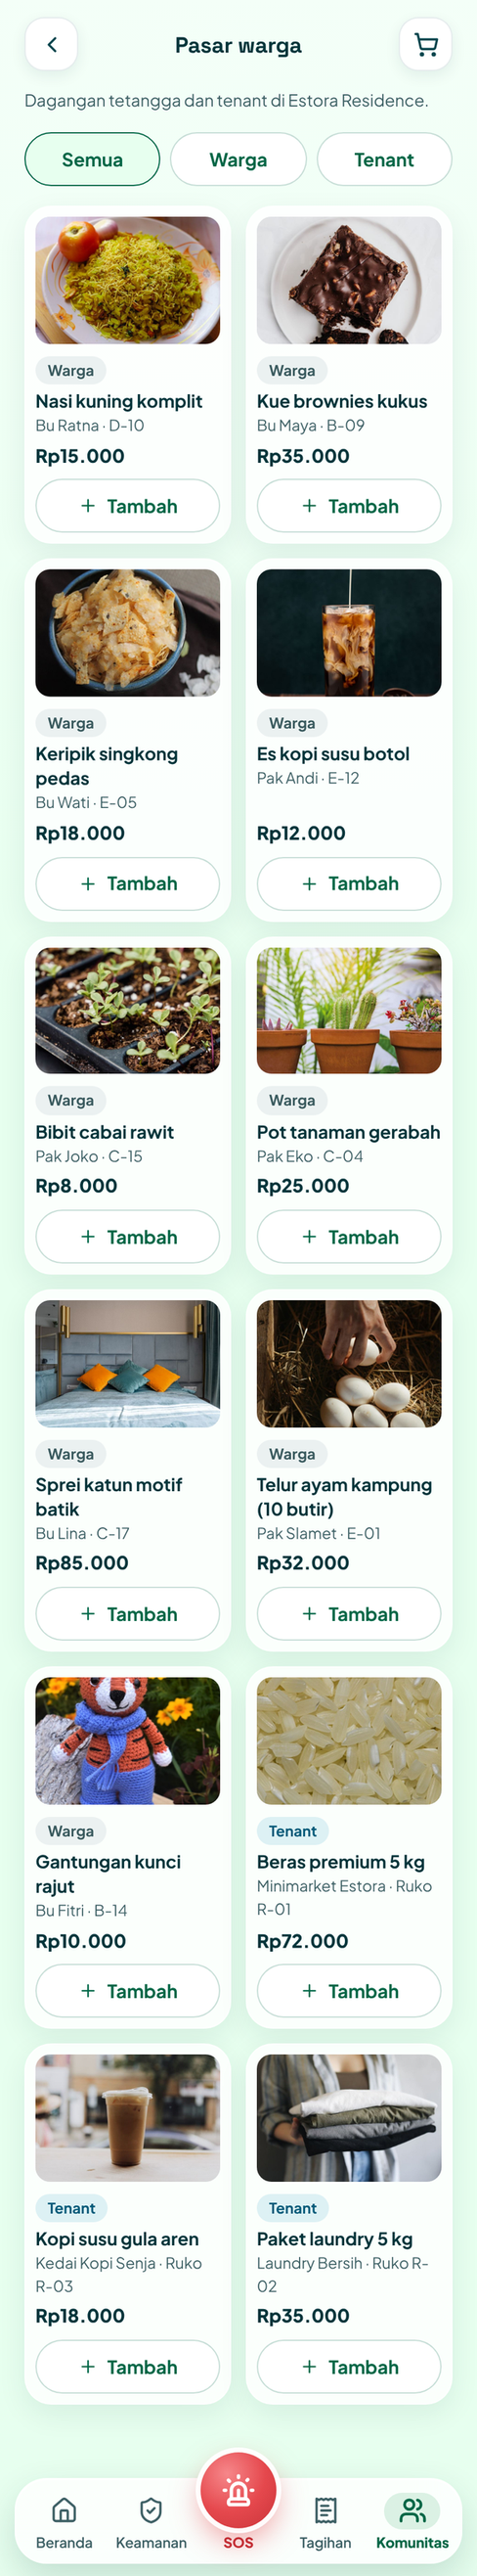 Pasar warga
Dagangan tetangga dan tenant di Estora Residence.
Semua
Warga
Tenant
Warga
Nasi kuning komplit
Bu Ratna · D-10
Rp15.000
+ Tambah
Warga
Kue brownies kukus
Bu Maya · B-09
Rp35.000
+ Tambah
Warga
Keripik singkong
pedas
Bu Wati · E-05
Rp18.000
+ Tambah
Warga
Es kopi susu botol
Pak Andi · E-12
Rp12.000
+ Tambah
Warga
Bibit cabai rawit
Pak Joko · C-15
Rp8.000
+ Tambah
Warga
Pot tanaman gerabah
Pak Eko · C-04
Rp25.000
+ Tambah
Warga
Sprei katun motif
batik
Bu Lina · C-17
Rp85.000
+ Tambah
Warga
Telur ayam kampung
(10 butir)
Pak Slamet · E-01
Rp32.000
+ Tambah
Warga
Gantungan kunci
rajut
Bu Fitri · B-14
Rp10.000
+ Tambah
Tenant
Beras premium 5 kg
Minimarket Estora · Ruko
R-01
Rp72.000
+ Tambah
Tenant
Kopi susu gula aren
Kedai Kopi Senja · Ruko
R-03
Rp18.000
+ Tambah
Tenant
Paket laundry 5 kg
Laundry Bersih · Ruko R-
02
Rp35.000
+ Tambah
Beranda
Keamanan
SOS
Tagihan
Komunitas